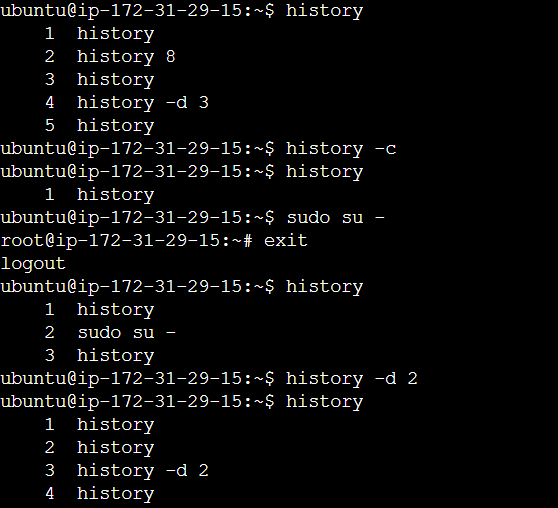 ubuntu@ip-172-31-29-15:~$ history
    1  history
    2  history 8
    3  history
    4  history -d 3
    5  history
ubuntu@ip-172-31-29-15:~$ history -c
ubuntu@ip-172-31-29-15:~$ history
    1  history
ubuntu@ip-172-31-29-15:~$ sudo su -
root@ip-172-31-29-15:~# exit
logout
ubuntu@ip-172-31-29-15:~$ history
    1  history
    2  sudo su -
    3  history
ubuntu@ip-172-31-29-15:~$ history -d 2
ubuntu@ip-172-31-29-15:~$ history
    1  history
    2  history
    3  history -d 2
    4  history